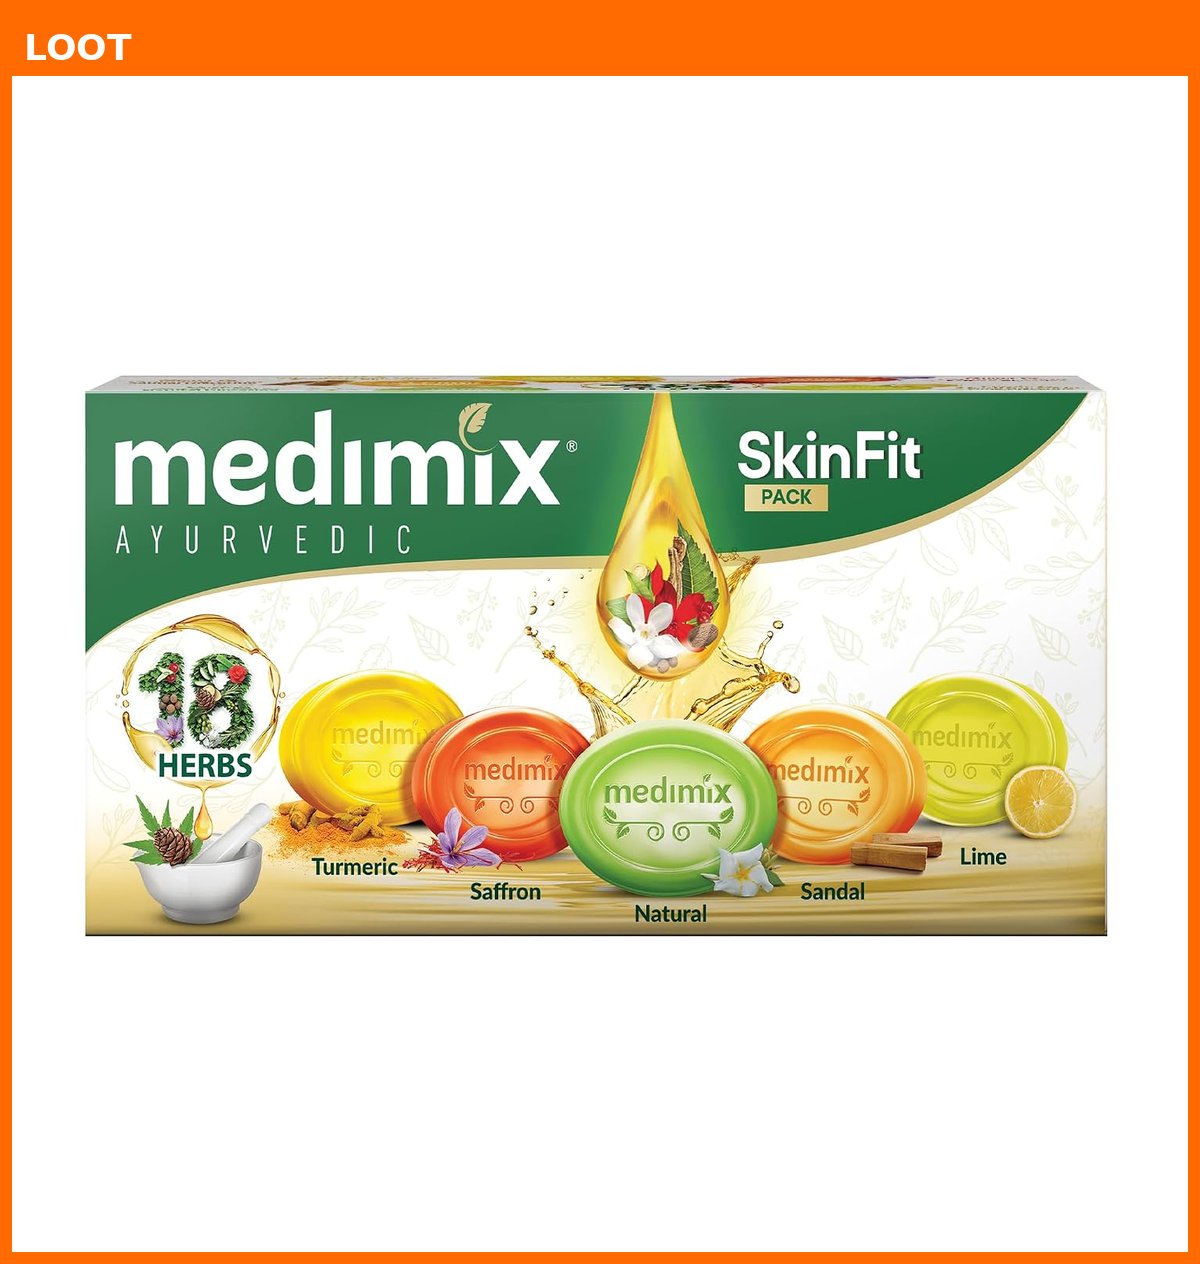 LOOT
medimix®
AYURVEDIC
SkinFit
PACK
18
HERBS
medimix
medimix
medimix
medimix
medimix
Turmeric
Saffron
Natural
Sandal
Lime